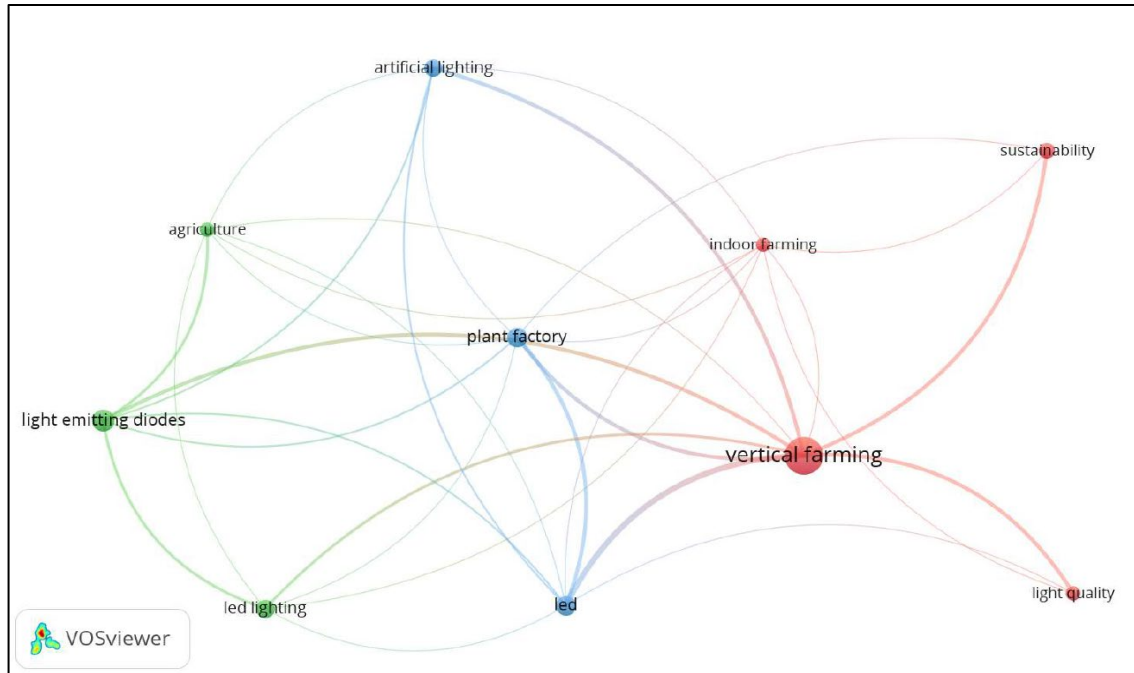 artificial lighting
sustainability
agriculture
indoor farming
plant factory
light emitting diodes
vertical farming
light quality
led lighting
led
VOSviewer